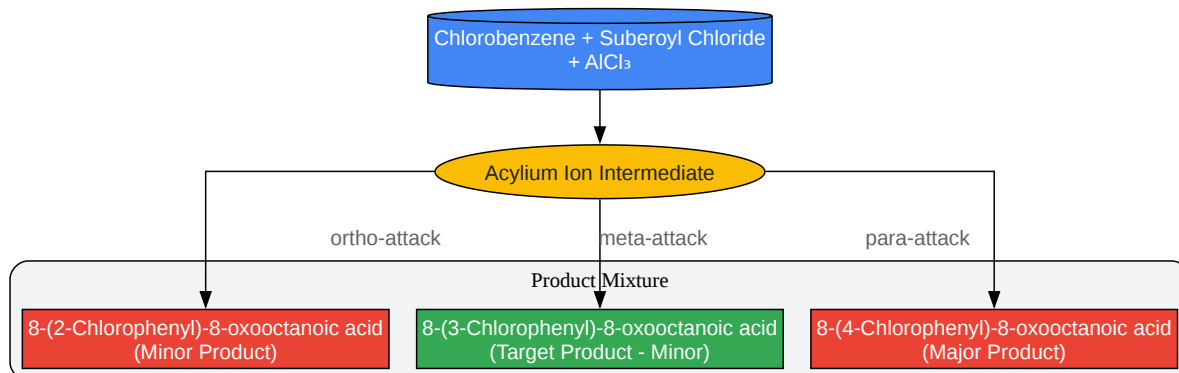 Chlorobenzene + Suberoyl Chloride
+ AlCl₃
Acylium Ion Intermediate
ortho-attack
meta-attack
para-attack
Product Mixture
8-(2-Chlorophenyl)-8-oxooctanoic acid
(Minor Product)
8-(3-Chlorophenyl)-8-oxooctanoic acid
(Target Product - Minor)
8-(4-Chlorophenyl)-8-oxooctanoic acid
(Major Product)